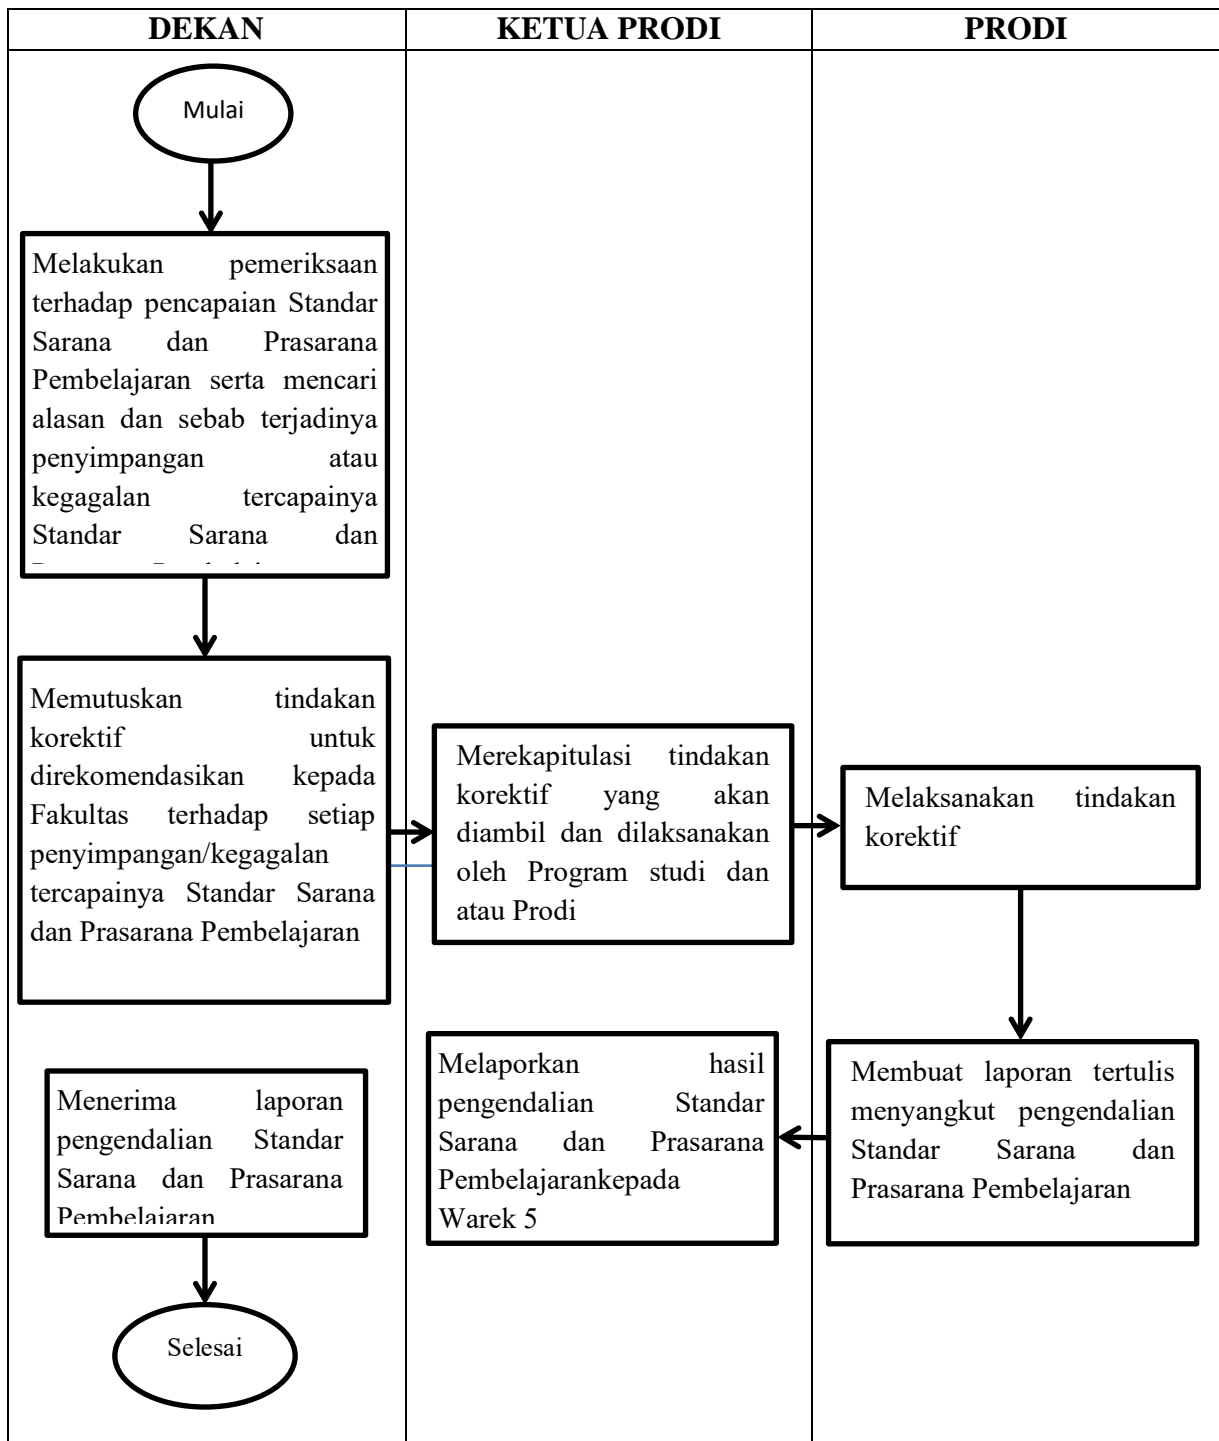 DEKAN
KETUA PRODI
PRODI
Mulai
Melakukan pemeriksaan
terhadap pencapaian Standar
Sarana dan Prasarana
Pembelajaran serta mencari
alasan dan sebab terjadinya
penyimpangan atau
kegagalan tercapainya
Standar Sarana dan
Memutuskan tindakan
korektif untuk
direkomendasikan kepada
Fakultas terhadap setiap
penyimpangan/kegagalan
tercapainya Standar Sarana
dan Prasarana Pembelajaran
Merekapitulasi tindakan
korektif yang akan
diambil dan dilaksanakan
oleh Program studi dan
atau Prodi
Melaksanakan tindakan
korektif
Membuat laporan tertulis
menyangkut pengendalian
Standar Sarana dan
Prasarana Pembelajaran
Melaporkan hasil
pengendalian Standar
Sarana dan Prasarana
Pembelajarankepada
Warek 5
Menerima laporan
pengendalian Standar
Sarana dan Prasarana
Pembelajaran
Selesai